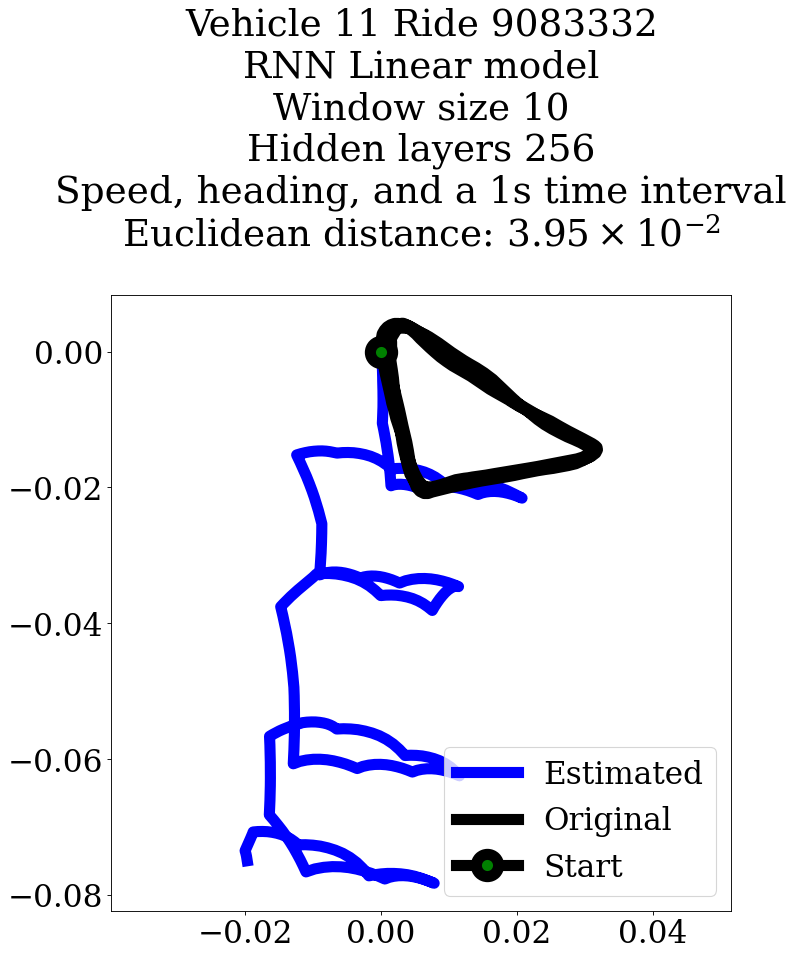 Vehicle 11 Ride 9083332
RNN Linear model
Window size 10
Hidden layers 256
Speed, heading, and a 1s time interval
Euclidean distance: 3.95 × 10⁻²
0.00
−0.02
−0.04
−0.06
−0.08
Estimated
Original
Start
−0.02 0.00 0.02 0.04